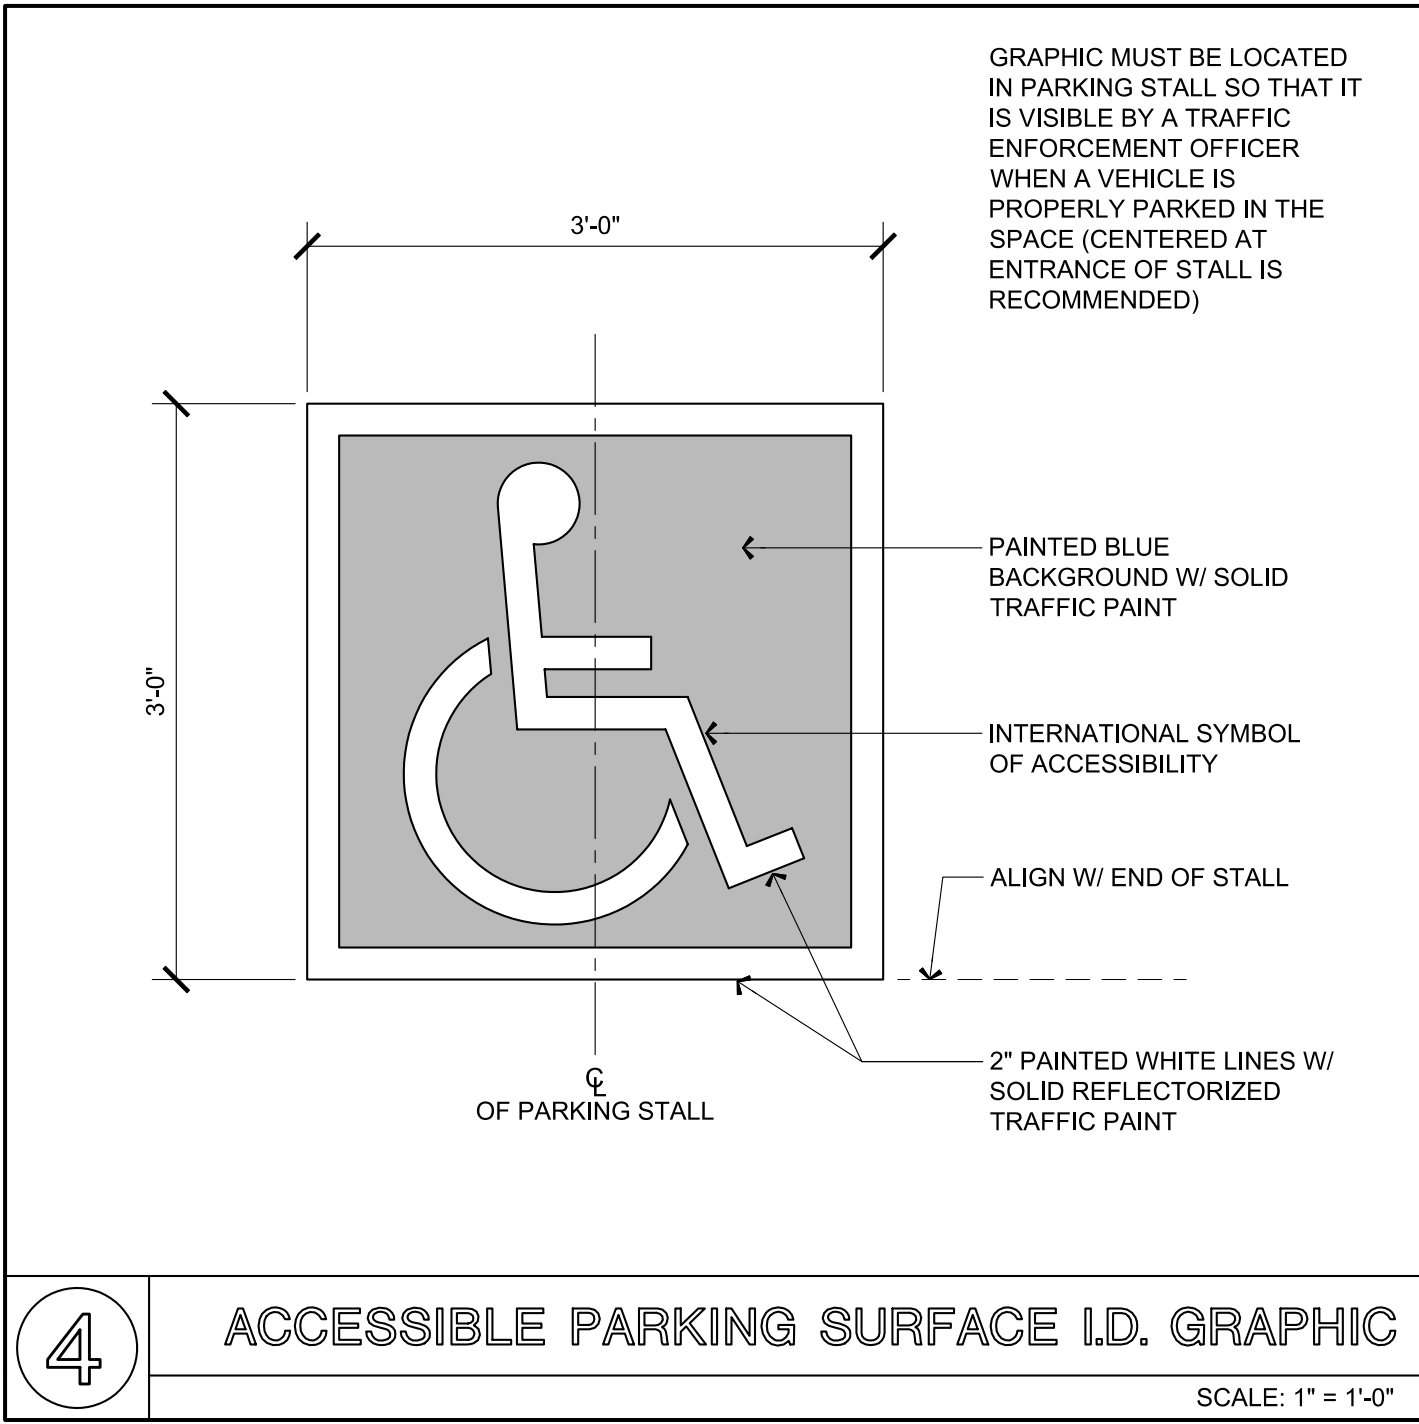 GRAPHIC MUST BE LOCATED
IN PARKING STALL SO THAT IT
IS VISIBLE BY A TRAFFIC
ENFORCEMENT OFFICER
WHEN A VEHICLE IS
PROPERLY PARKED IN THE
SPACE (CENTERED AT
ENTRANCE OF STALL IS
RECOMMENDED)
3'-0"
3'-0"
PAINTED BLUE
BACKGROUND W/ SOLID
TRAFFIC PAINT
INTERNATIONAL SYMBOL
OF ACCESSIBILITY
ALIGN W/ END OF STALL
2" PAINTED WHITE LINES W/
SOLID REFLECTORIZED
TRAFFIC PAINT
℄
OF PARKING STALL
4
ACCESSIBLE PARKING SURFACE I.D. GRAPHIC
SCALE: 1" = 1'-0"